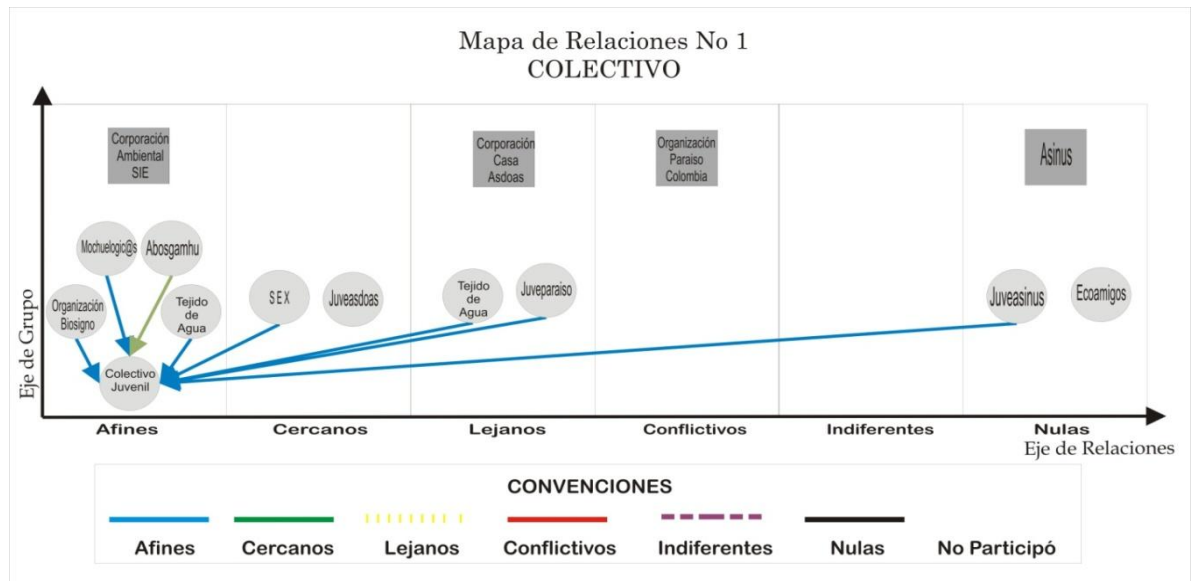 Mapa de Relaciones No 1
COLECTIVO
Corporación
Ambiental
SIE
Corporación
Casa
Asdoas
Organización
Paraiso
Colombia
Asinus
Mochuelogic@s
Abosgamhu
Organización
Biosigno
Tejido
de
Agua
Colectivo
Juvenil
SEX
Juveasdoas
Tejido
de
Agua
Juveparaiso
Juveasinus
Ecoamigos
Eje de Grupo
Afines
Cercanos
Lejanos
Conflictivos
Indiferentes
Nulas
Eje de Relaciones
CONVENCIONES
Afines
Cercanos
Lejanos
Conflictivos
Indiferentes
Nulas
No Participó